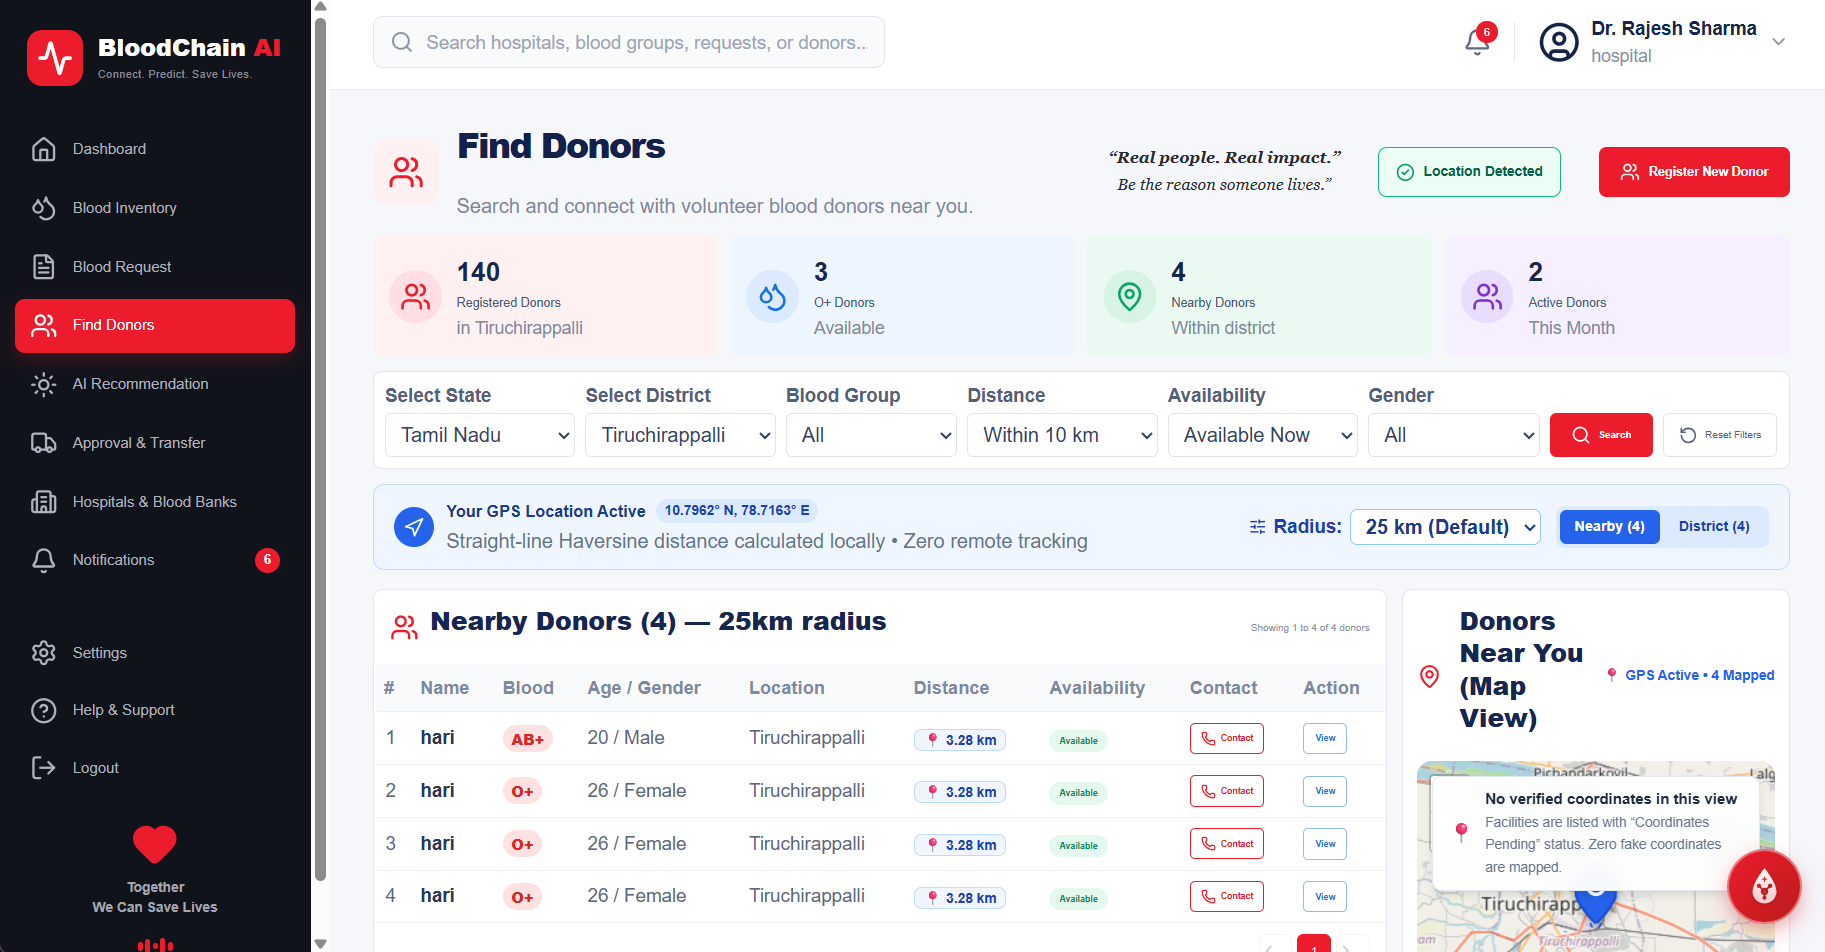 BloodChain AI
Connect. Predict. Save Lives.
Dashboard
Blood Inventory
Blood Request
Find Donors
AI Recommendation
Approval & Transfer
Hospitals & Blood Banks
Notifications
6
Settings
Help & Support
Logout
Together
We Can Save Lives
Search hospitals, blood groups, requests, or donors..
6
Dr. Rajesh Sharma
hospital
Find Donors
Search and connect with volunteer blood donors near you.
“Real people. Real impact.”
Be the reason someone lives.”
Location Detected
Register New Donor
140
Registered Donors
in Tiruchirappalli
3
O+ Donors
Available
4
Nearby Donors
Within district
2
Active Donors
This Month
Select State
Tamil Nadu
Select District
Tiruchirappalli
Blood Group
All
Distance
Within 10 km
Availability
Available Now
Gender
All
Search
Reset Filters
Your GPS Location Active 10.7962° N, 78.7163° E
Straight-line Haversine distance calculated locally • Zero remote tracking
Radius: 25 km (Default)
Nearby (4) District (4)
Nearby Donors (4) — 25km radius
Showing 1 to 4 of 4 donors
# Name Blood Age / Gender Location Distance Availability Contact Action
1 hari AB+ 20 / Male Tiruchirappalli 3.28 km Available Contact View
2 hari O+ 26 / Female Tiruchirappalli 3.28 km Available Contact View
3 hari O+ 26 / Female Tiruchirappalli 3.28 km Available Contact View
4 hari O+ 26 / Female Tiruchirappalli 3.28 km Available Contact View
1
Donors
Near You
(Map
View)
GPS Active • 4 Mapped
Pichandarkovil
Lalg
No verified coordinates in this view
Facilities are listed with “Coordinates
Pending” status. Zero fake coordinates
are mapped.
Tiruchirapp
Tiruchirappalli